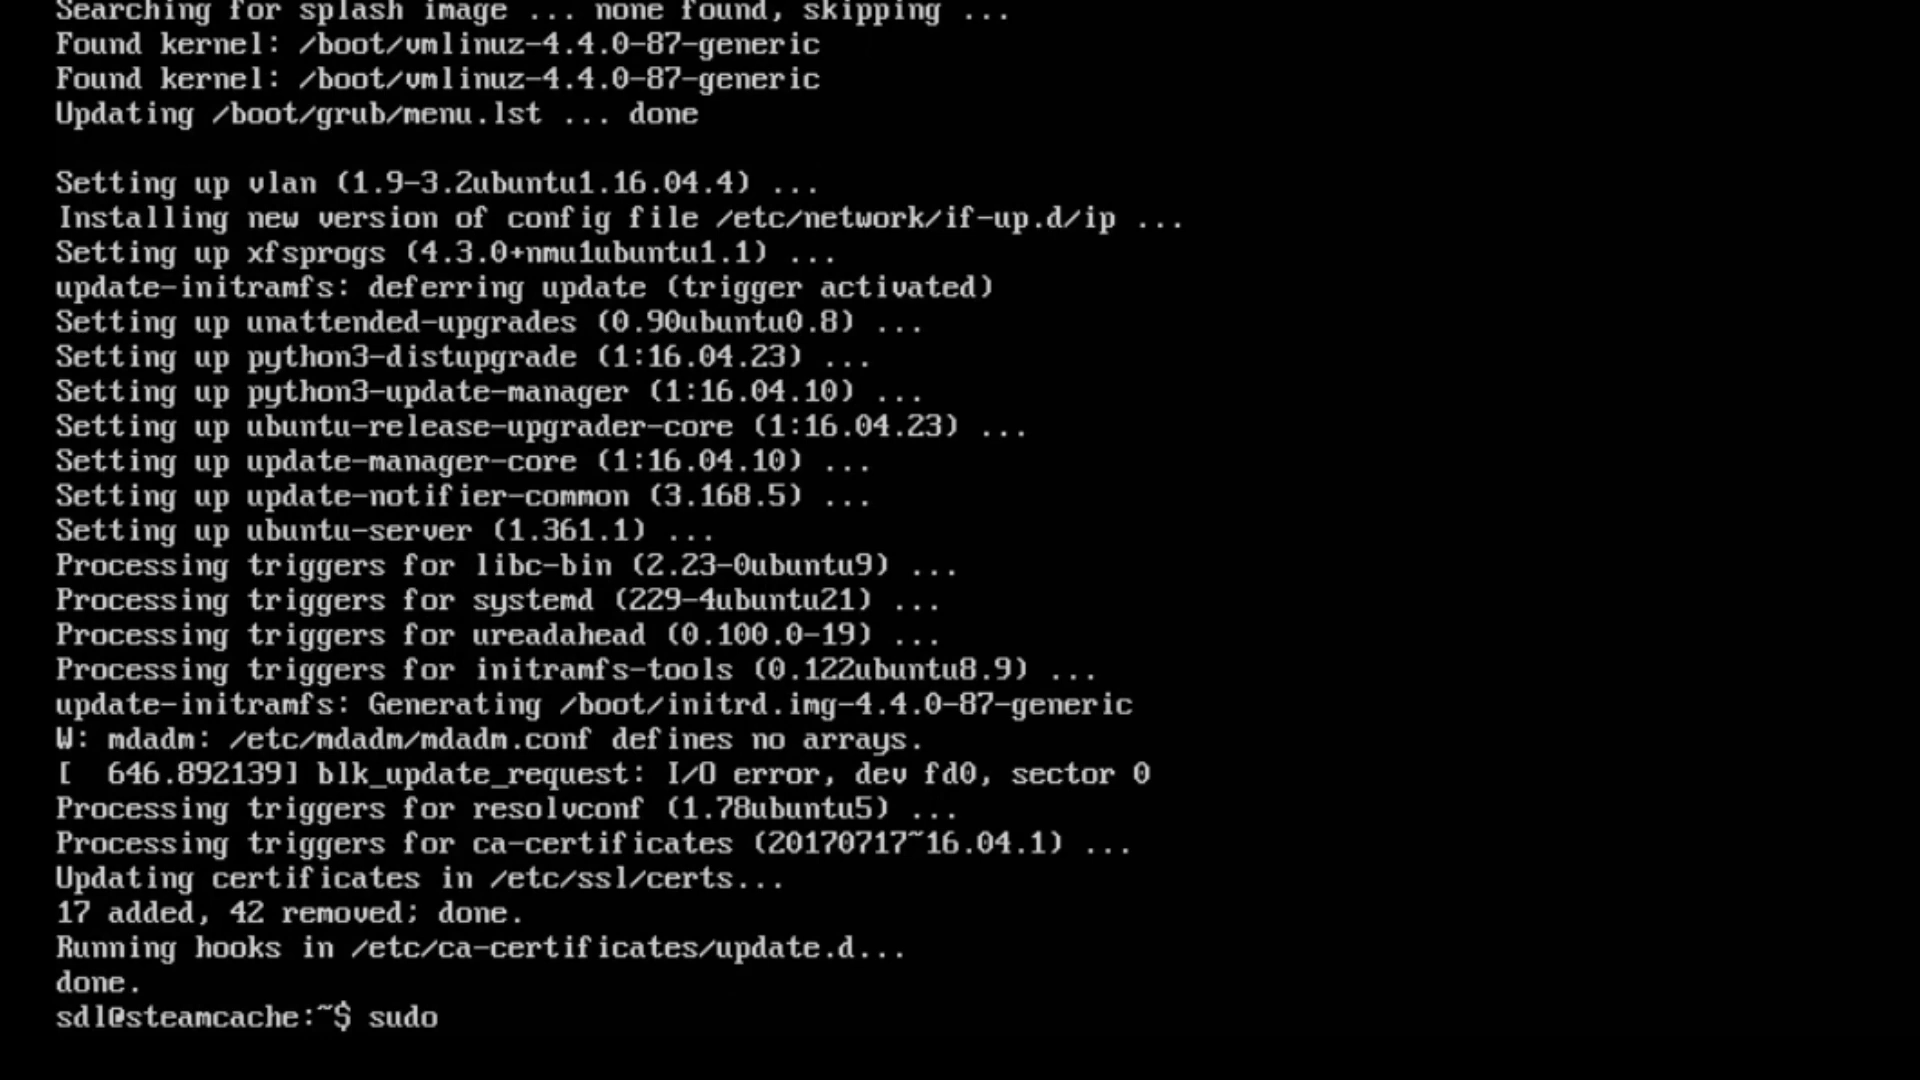 Searching for splash image ... none found, skipping ...
Found kernel: /boot/vmlinuz-4.4.0-87-generic
Found kernel: /boot/vmlinuz-4.4.0-87-generic
Updating /boot/grub/menu.lst ... done
Setting up vlan (1.9-3.2ubuntu1.16.04.4) ...
Installing new version of config file /etc/network/if-up.d/ip ...
Setting up xfsprogs (4.3.0+nmu1ubuntu1.1) ...
update-initramfs: deferring update (trigger activated)
Setting up unattended-upgrades (0.90ubuntu0.8) ...
Setting up python3-distupgrade (1:16.04.23) ...
Setting up python3-update-manager (1:16.04.10) ...
Setting up ubuntu-release-upgrader-core (1:16.04.23) ...
Setting up update-manager-core (1:16.04.10) ...
Setting up update-notifier-common (3.168.5) ...
Setting up ubuntu-server (1.361.1) ...
Processing triggers for libc-bin (2.23-0ubuntu9) ...
Processing triggers for systemd (229-4ubuntu21) ...
Processing triggers for ureadahead (0.100.0-19) ...
Processing triggers for initramfs-tools (0.122ubuntu8.9) ...
update-initramfs: Generating /boot/initrd.img-4.4.0-87-generic
W: mdadm: /etc/mdadm/mdadm.conf defines no arrays.
[  646.892139] blk_update_request: I/O error, dev fd0, sector 0
Processing triggers for resolvconf (1.78ubuntu5) ...
Processing triggers for ca-certificates (20170717~16.04.1) ...
Updating certificates in /etc/ssl/certs...
17 added, 42 removed; done.
Running hooks in /etc/ca-certificates/update.d...
done.
sdl@steamcache:~$ sudo